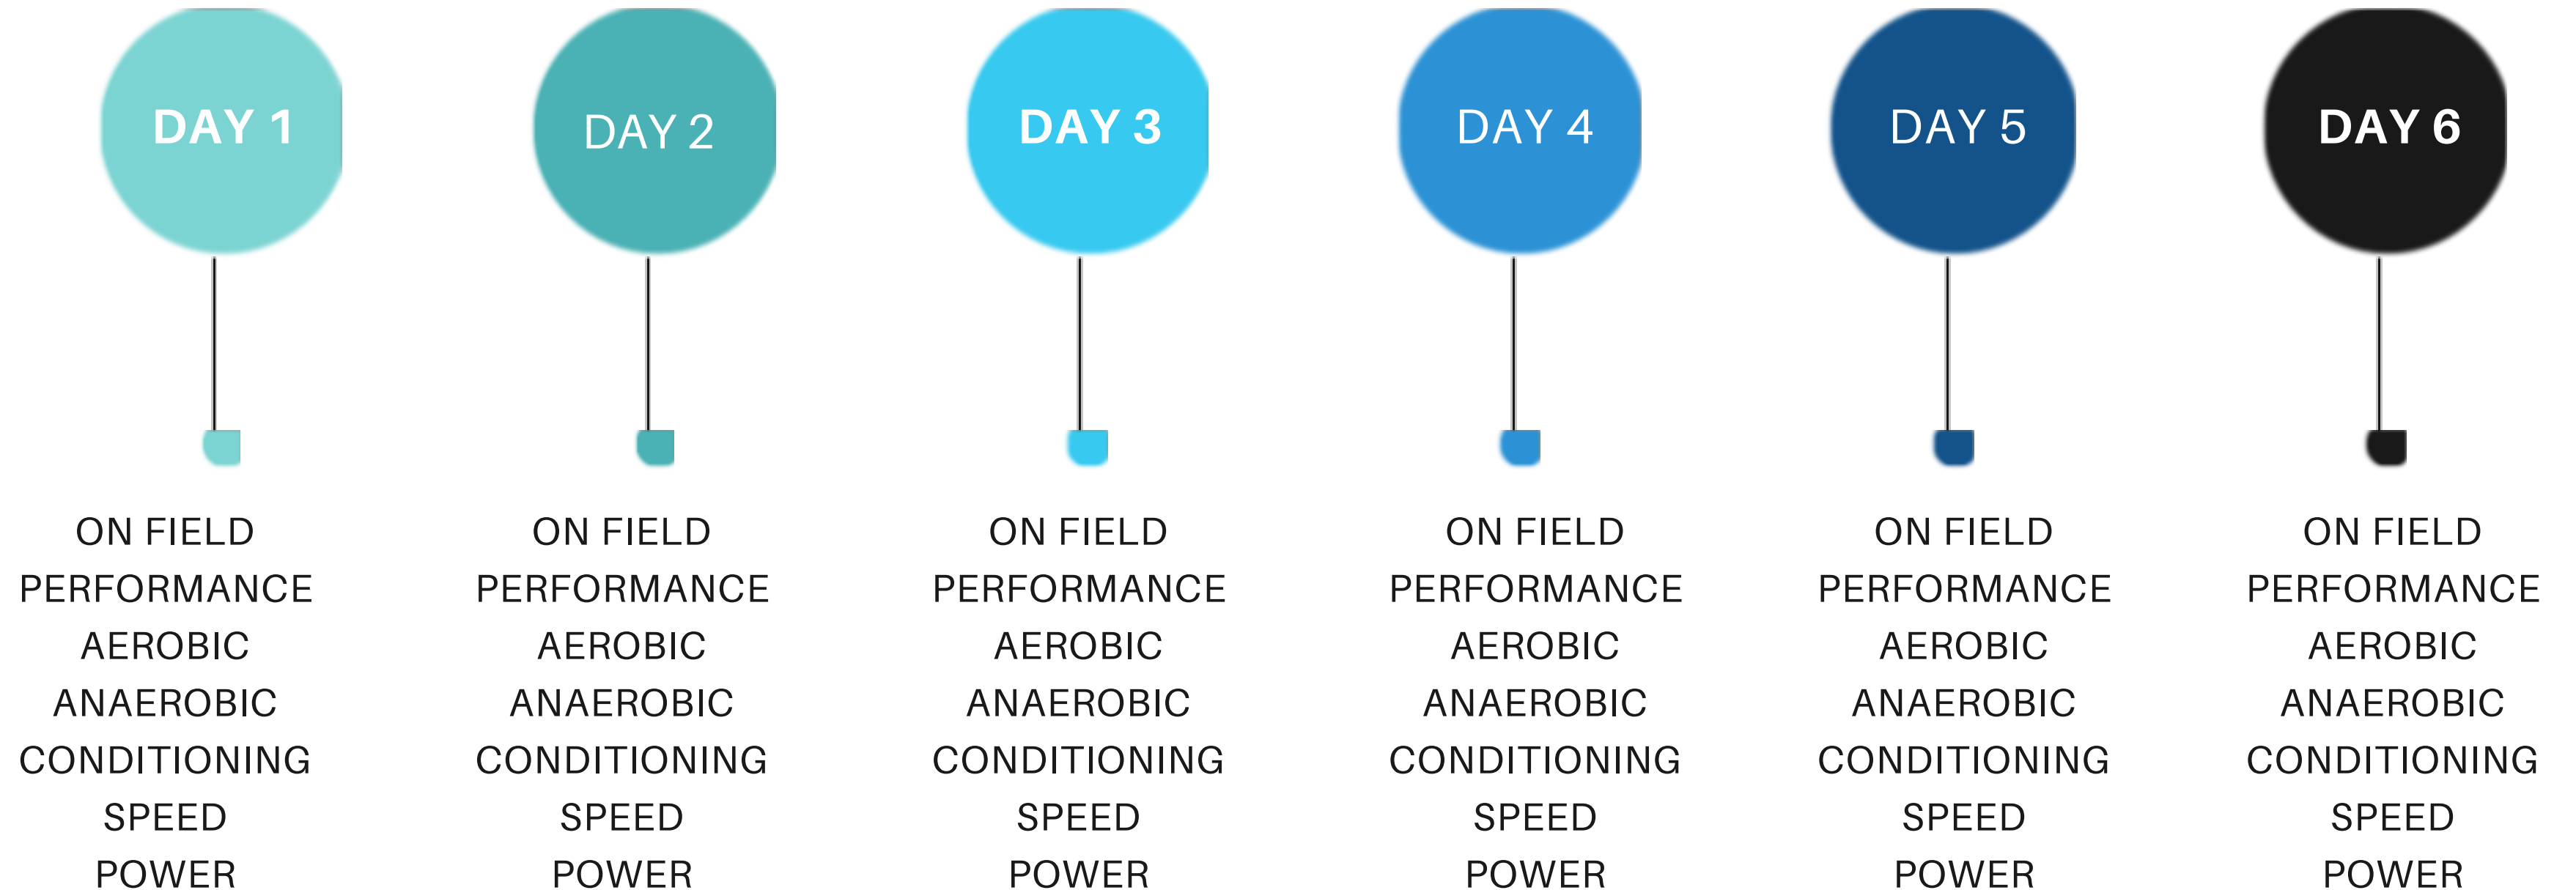 DAY 1
ON FIELD
PERFORMANCE
AEROBIC
ANAEROBIC
CONDITIONING
SPEED
POWER
DAY 2
ON FIELD
PERFORMANCE
AEROBIC
ANAEROBIC
CONDITIONING
SPEED
POWER
DAY 3
ON FIELD
PERFORMANCE
AEROBIC
ANAEROBIC
CONDITIONING
SPEED
POWER
DAY 4
ON FIELD
PERFORMANCE
AEROBIC
ANAEROBIC
CONDITIONING
SPEED
POWER
DAY 5
ON FIELD
PERFORMANCE
AEROBIC
ANAEROBIC
CONDITIONING
SPEED
POWER
DAY 6
ON FIELD
PERFORMANCE
AEROBIC
ANAEROBIC
CONDITIONING
SPEED
POWER